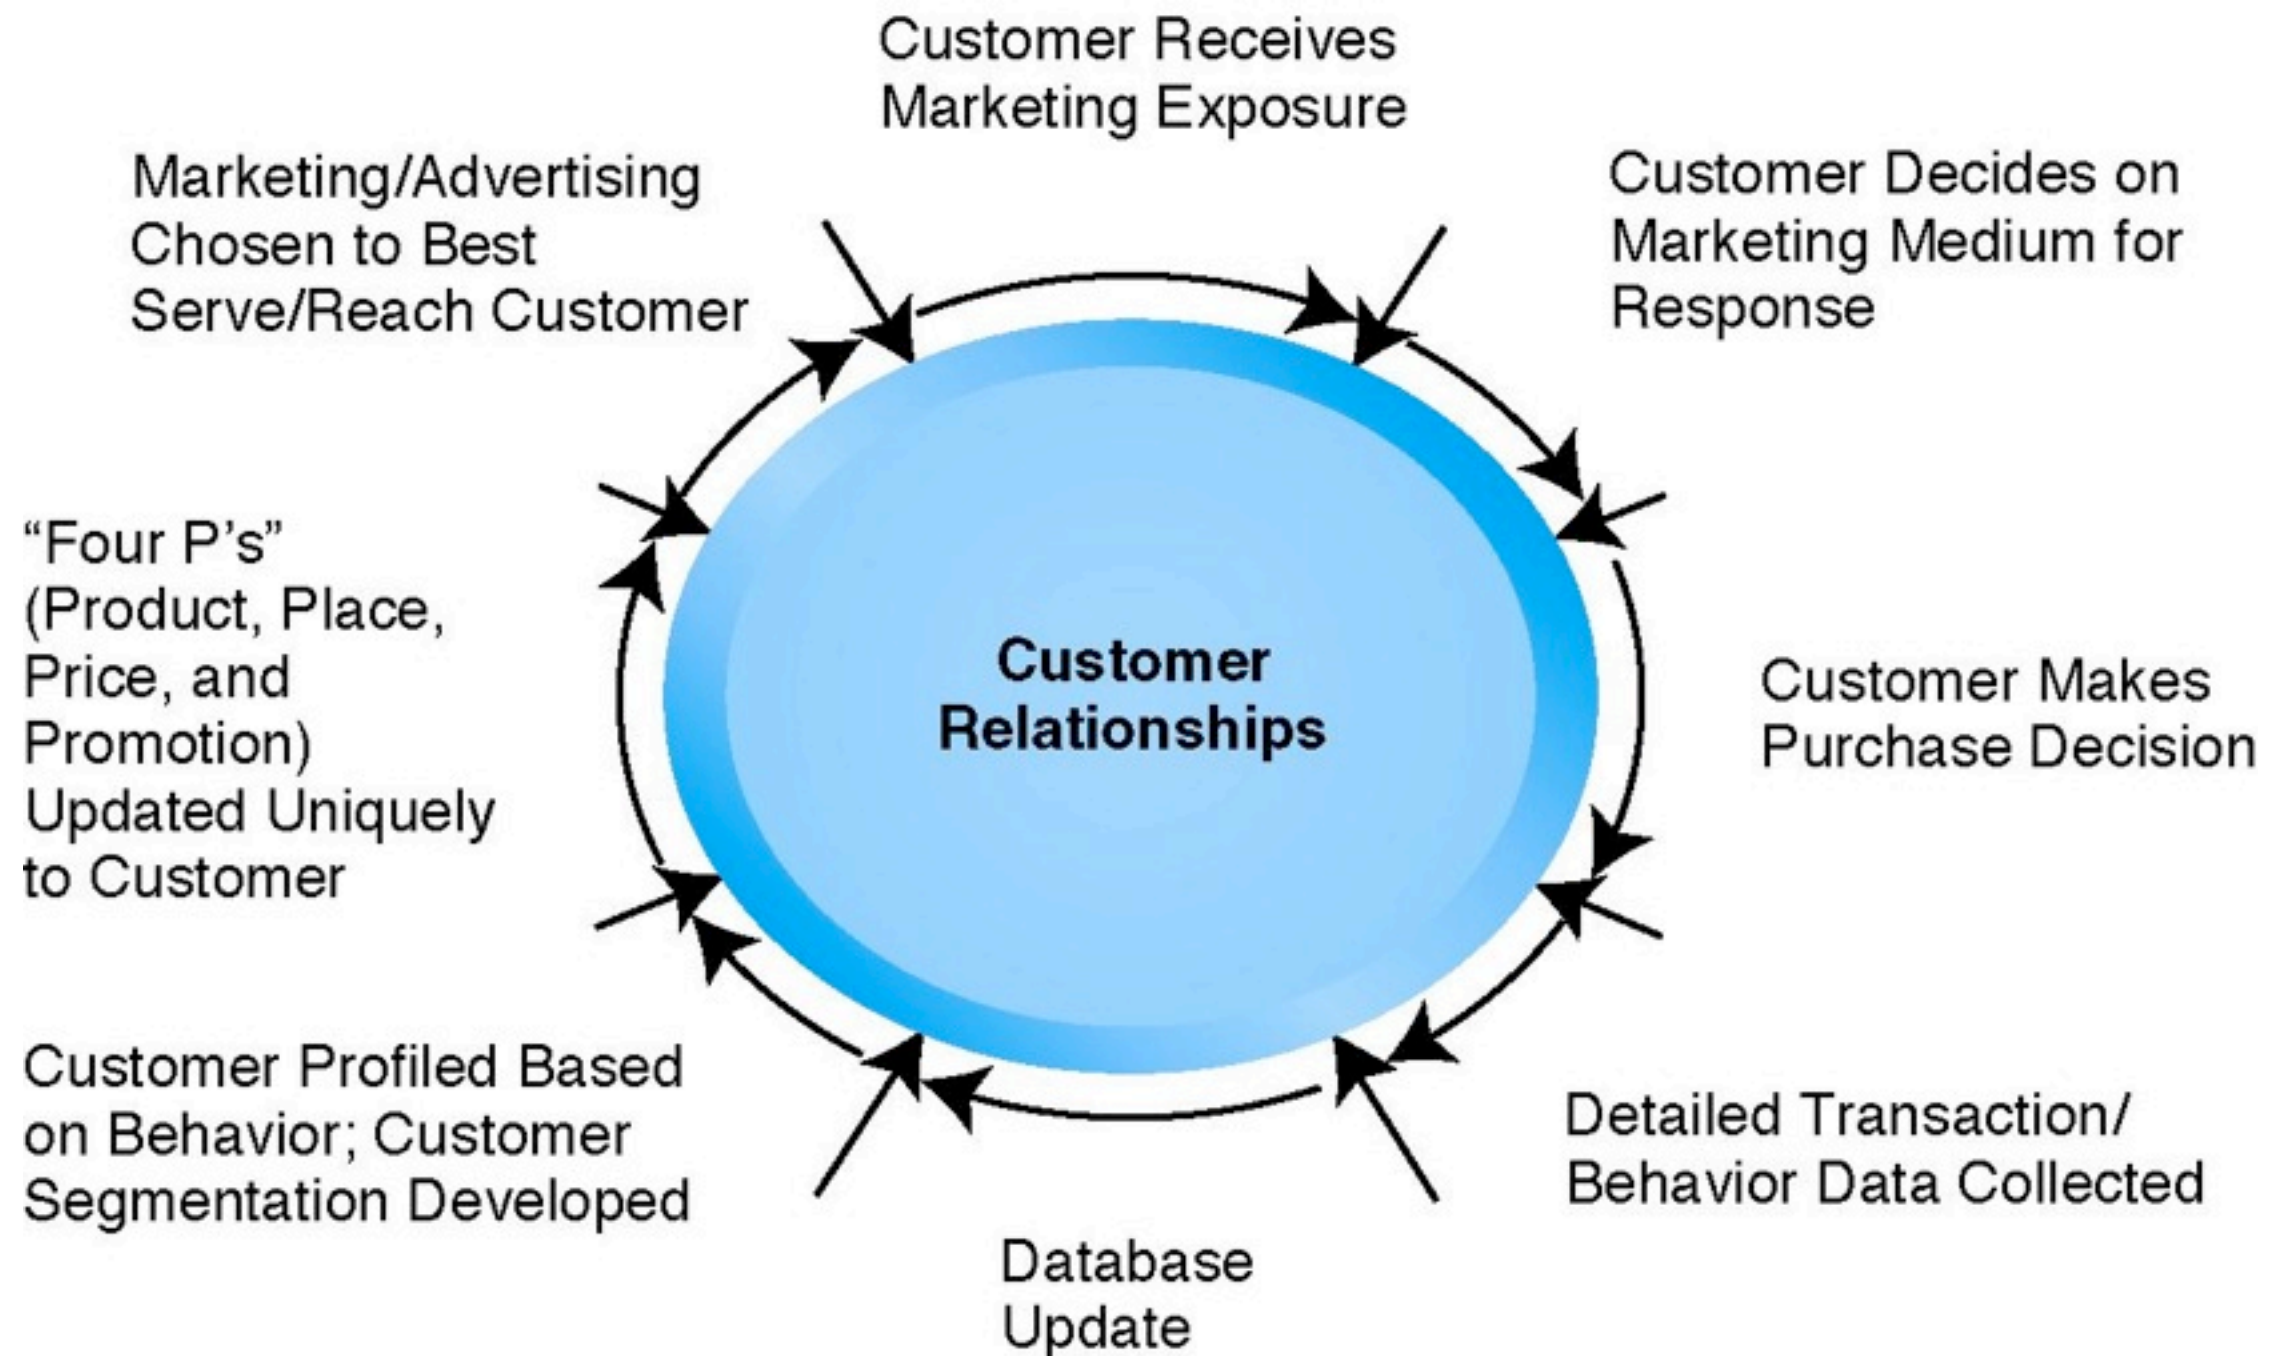 Customer Receives
Marketing Exposure
Customer Decides on
Marketing Medium for
Response
Customer Makes
Purchase Decision
Detailed Transaction/
Behavior Data Collected
Database
Update
Customer Profiled Based
on Behavior; Customer
Segmentation Developed
“Four P’s”
(Product, Place,
Price, and
Promotion)
Updated Uniquely
to Customer
Marketing/Advertising
Chosen to Best
Serve/Reach Customer
Customer
Relationships